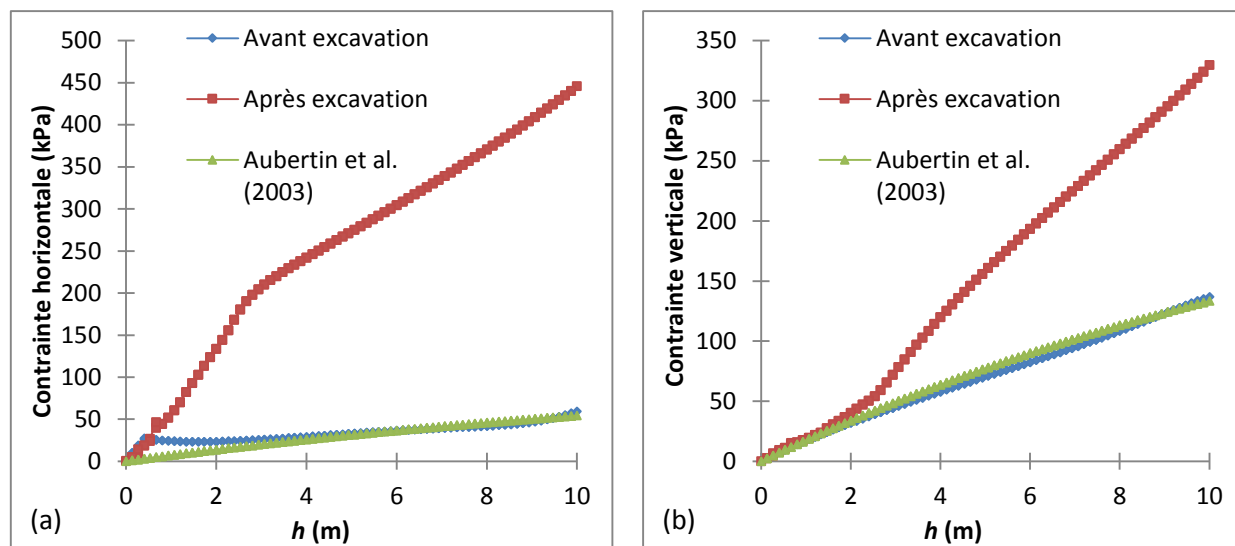 500
450
400
350
300
250
200
150
100
50
0
Contrainte horizontale (kPa)
Avant excavation
Après excavation
Aubertin et al.
(2003)
0
2
4
6
8
10
h (m)
(a)
350
300
250
200
150
100
50
0
Contrainte verticale (kPa)
Avant excavation
Après excavation
Aubertin et al.
(2003)
0
2
4
6
8
10
h (m)
(b)